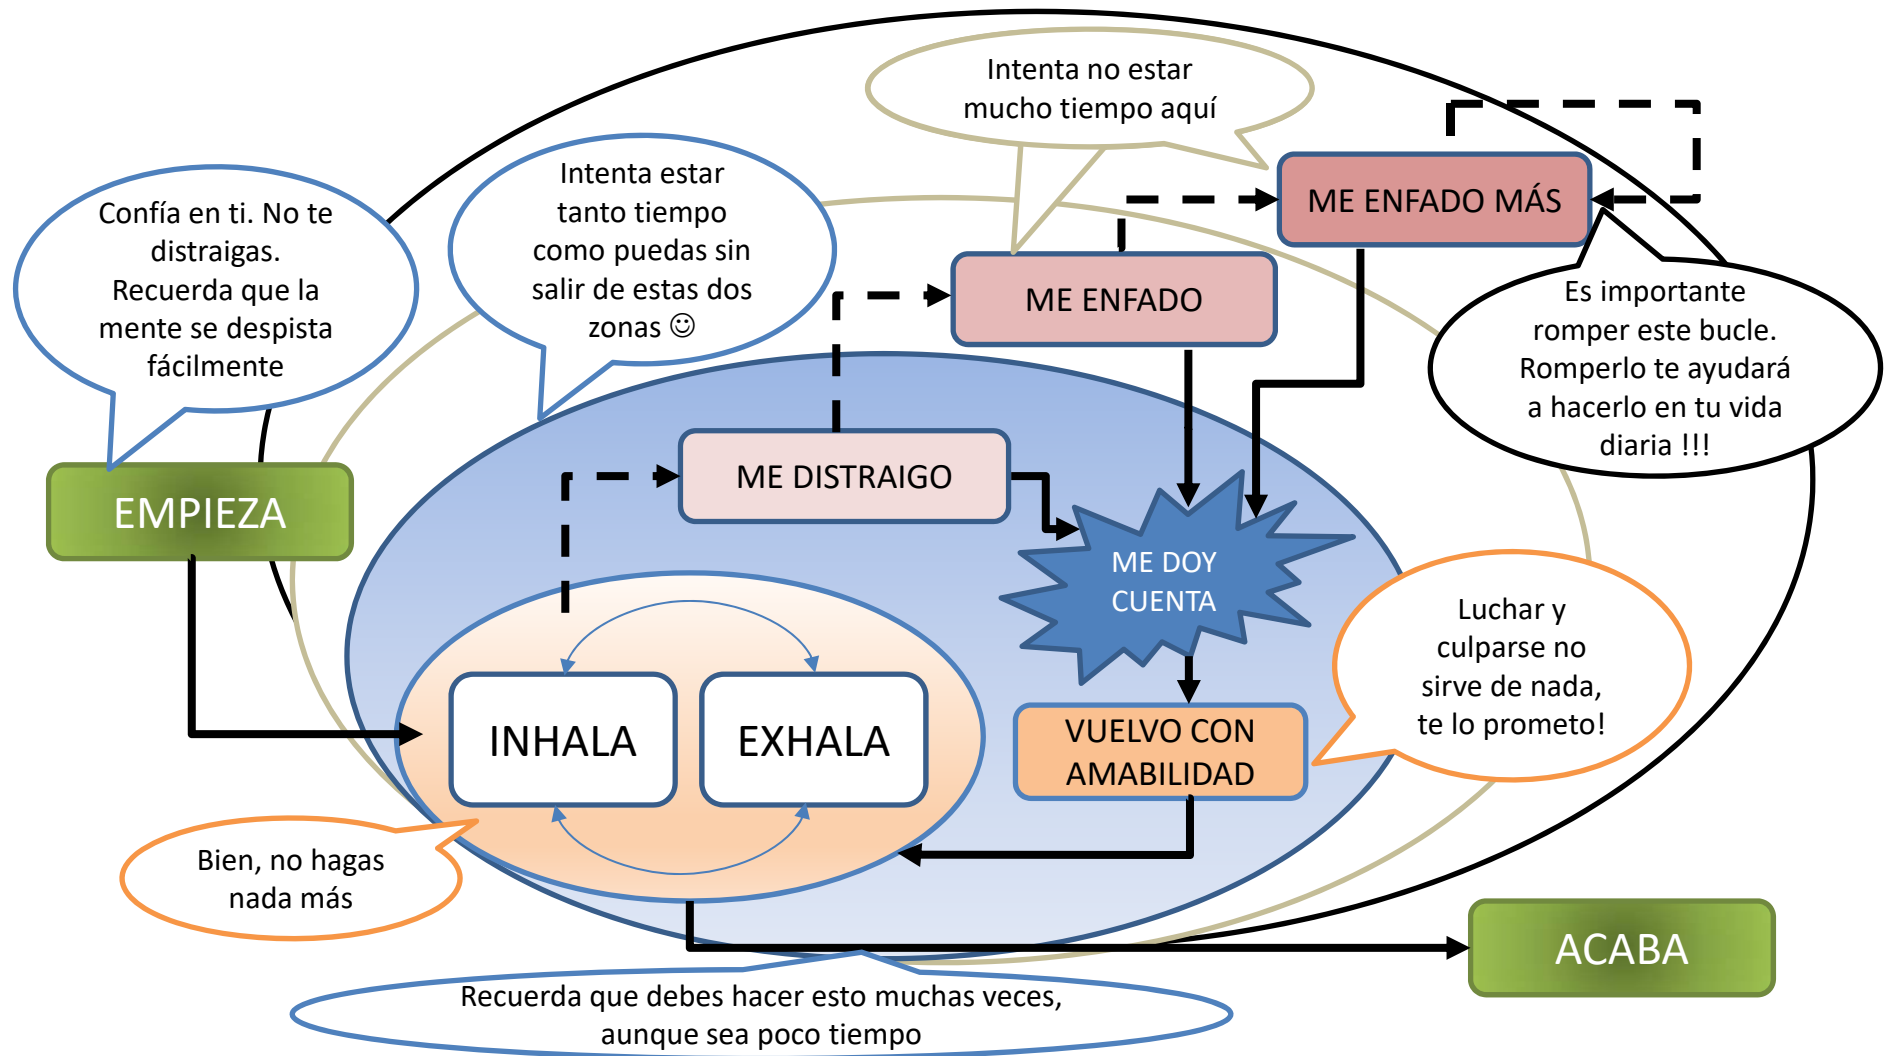 Intenta no estar
mucho tiempo aquí
Confía en ti. No te
distraigas.
Recuerda que la
mente se despista
fácilmente
Intenta estar
tanto tiempo
como puedas sin
salir de estas dos
zonas ☺
ME ENFADO MÁS
ME ENFADO
Es importante
romper este bucle.
Romperlo te ayudará
a hacerlo en tu vida
diaria !!!
EMPIEZA
ME DISTRAIGO
ME DOY
CUENTA
Luchar y
culparse no
sirve de nada,
te lo prometo!
INHALA
EXHALA
VUELVO CON
AMABILIDAD
Bien, no hagas
nada más
ACABA
Recuerda que debes hacer esto muchas veces,
aunque sea poco tiempo